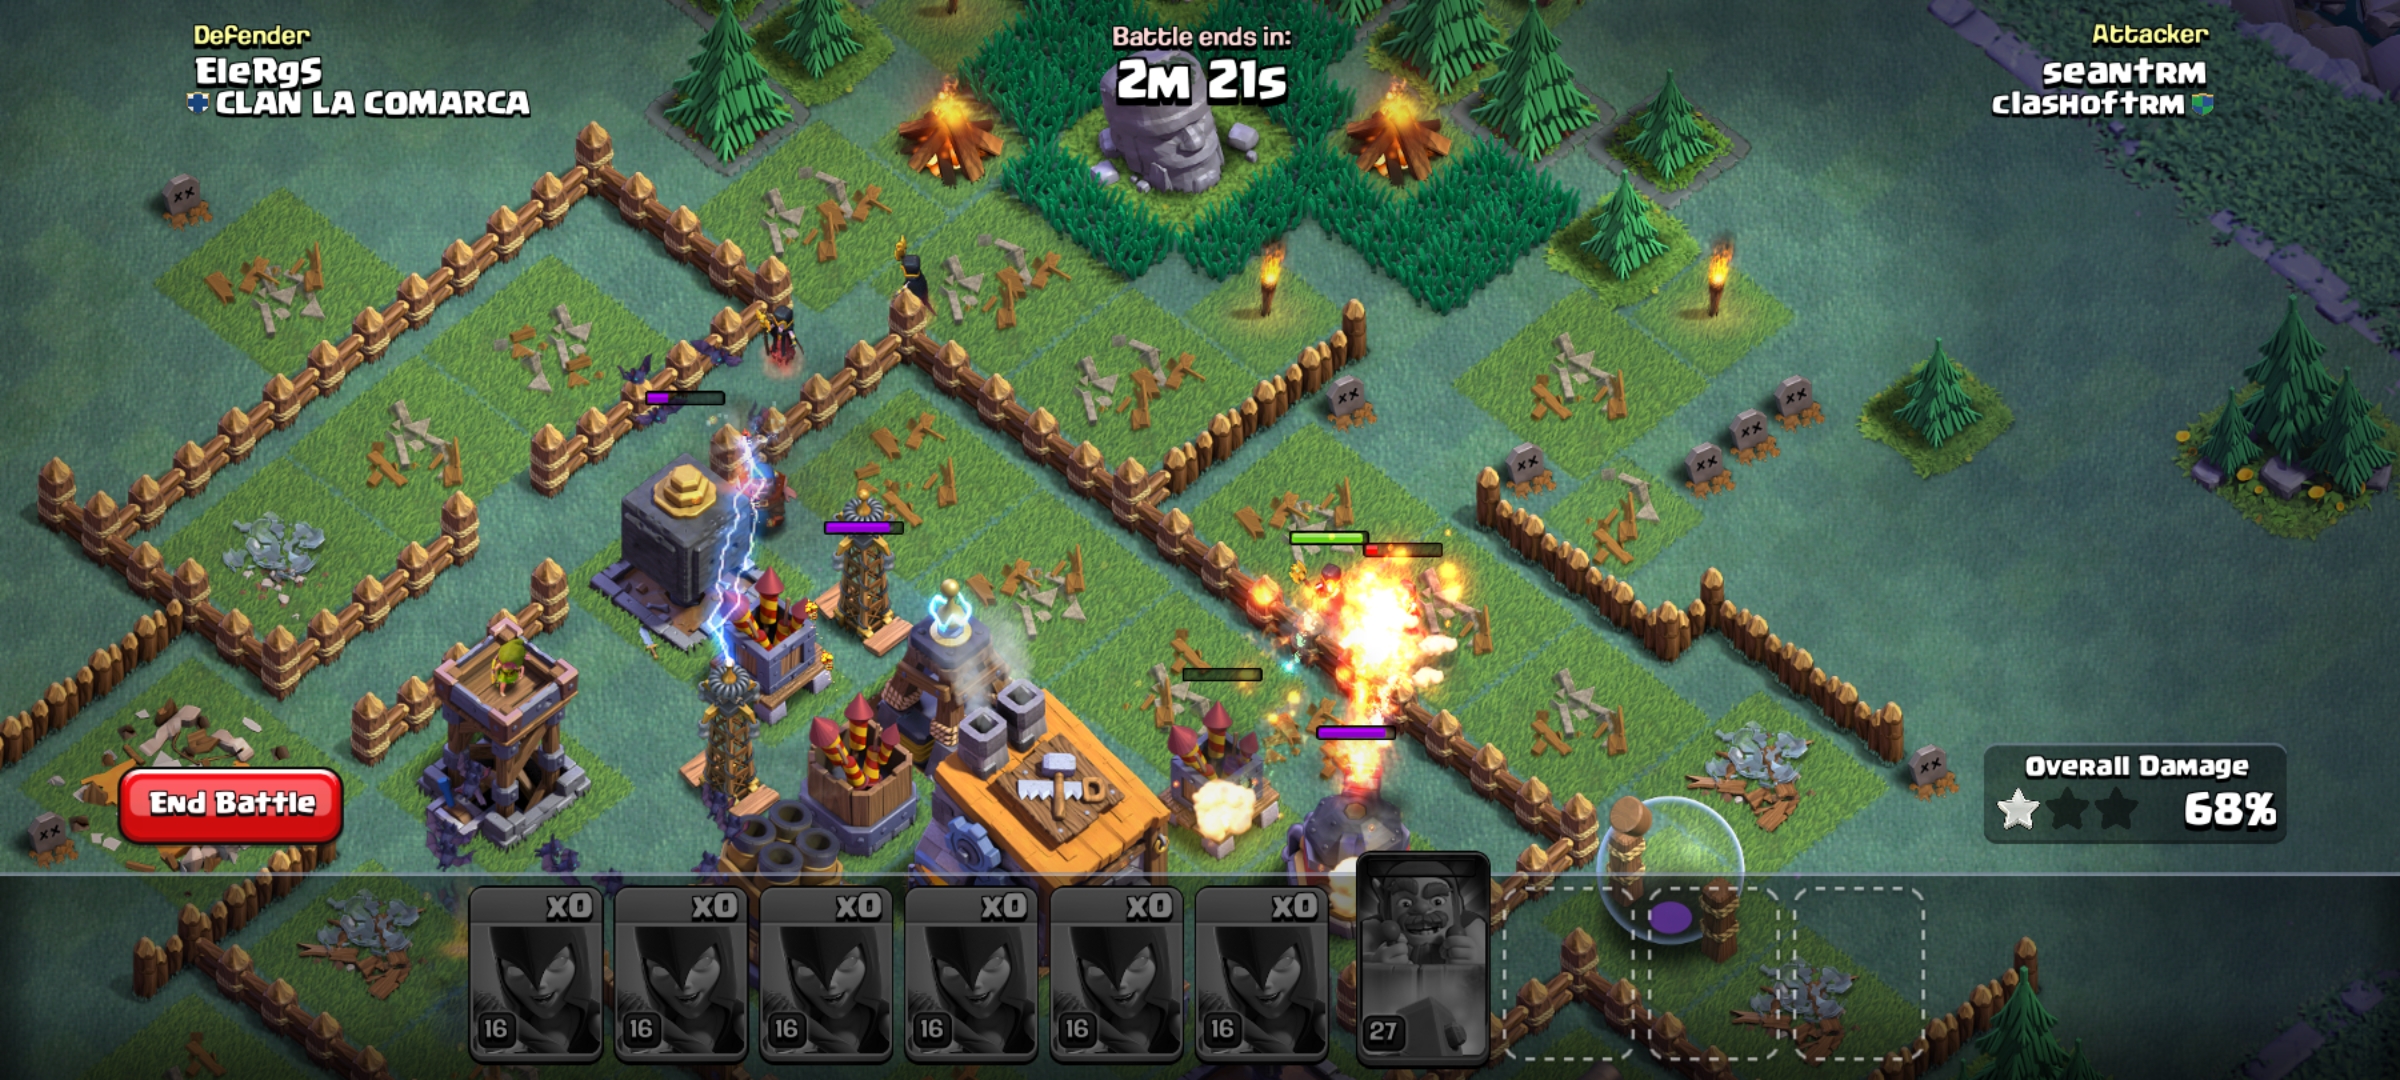 Defender
EleRgS
CLAN LA COMARCA
Battle ends in:
2M 21S
Attacker
seantRM
clashoftRM
End Battle
Overall Damage
68%
x0 x0 x0 x0 x0 x0
16 16 16 16 16 16 27